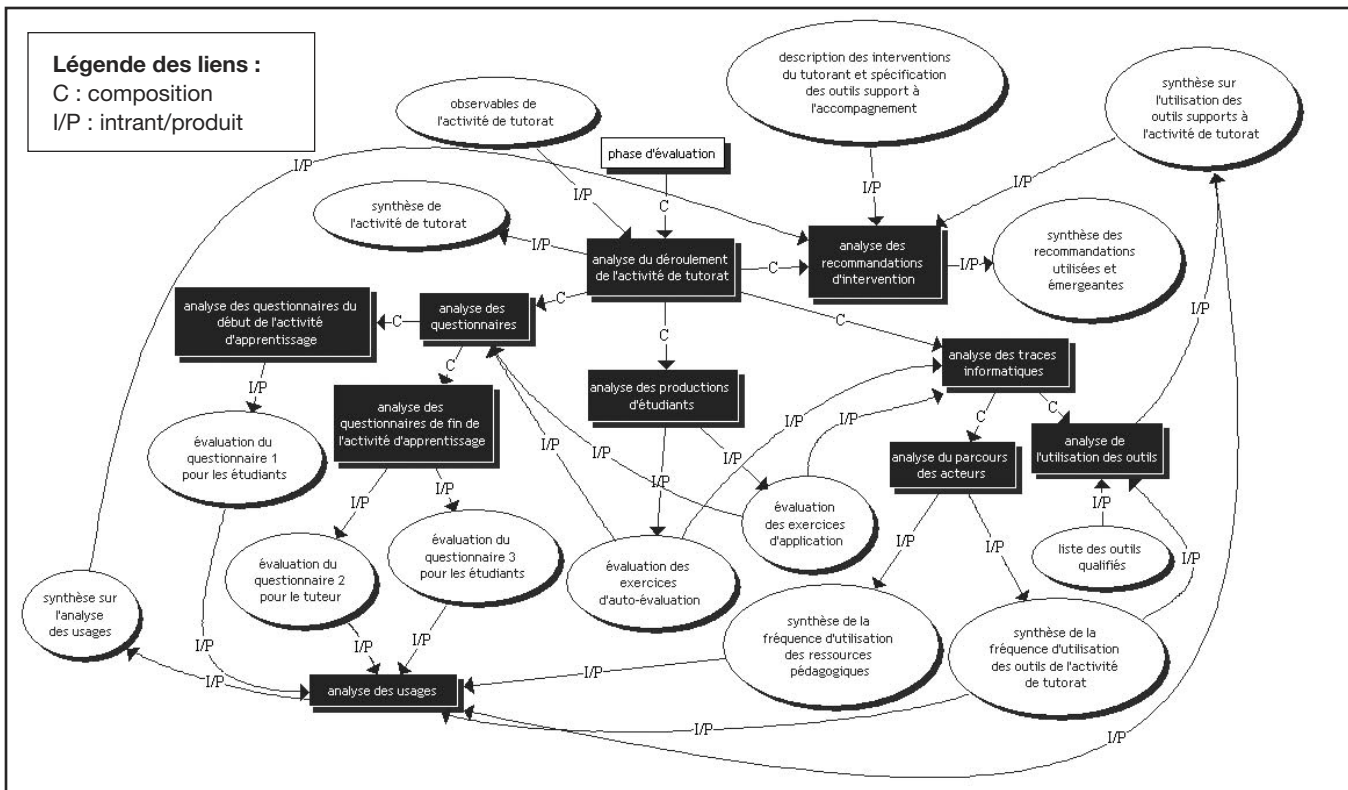 Légende des liens :
C : composition
I/P : intrant/produit
description des interventions
du tutorant et spécification
des outils support à
l'accompagnement
synthèse sur
l'utilisation des
outils supports à
l'activité de tutorat
observables de
l'activité de tutorat
phase d'évaluation
I/P
I/P
I/P
I/P
synthèse de
l'activité de tutorat
C
I/P
analyse du déroulement
de l'activité de tutorat
C
analyse des
recommandations
d'intervention
I/P
synthèse des
recommandations
utilisées et
émergeantes
analyse des questionnaires du
début de l'activité
d'apprentissage
C
analyse des
questionnaires
C
C
C
I/P
analyse des traces
informatiques
C
I/P
analyse des
questionnaires de fin de
l'activité d'apprentissage
analyse des productions
d'étudiants
I/P
I/P
C
C
évaluation du
questionnaire 1
pour les étudiants
I/P
I/P
I/P
analyse du parcours
des acteurs
analyse de
l'utilisation des outils
I/P
I/P
évaluation
des exercices
d'application
I/P
I/P
I/P
liste des outils
qualifiés
I/P
évaluation du
questionnaire 2
pour le tuteur
évaluation du
questionnaire 3
pour les étudiants
évaluation des
exercices
d'auto-évaluation
synthèse sur
l'analyse
des usages
synthèse de la
fréquence d'utilisation
des ressources
pédagogiques
synthèse de la
fréquence d'utilisation
des outils de l'activité
de tutorat
I/P
I/P
I/P
I/P
I/P
analyse des usages
I/P
I/P